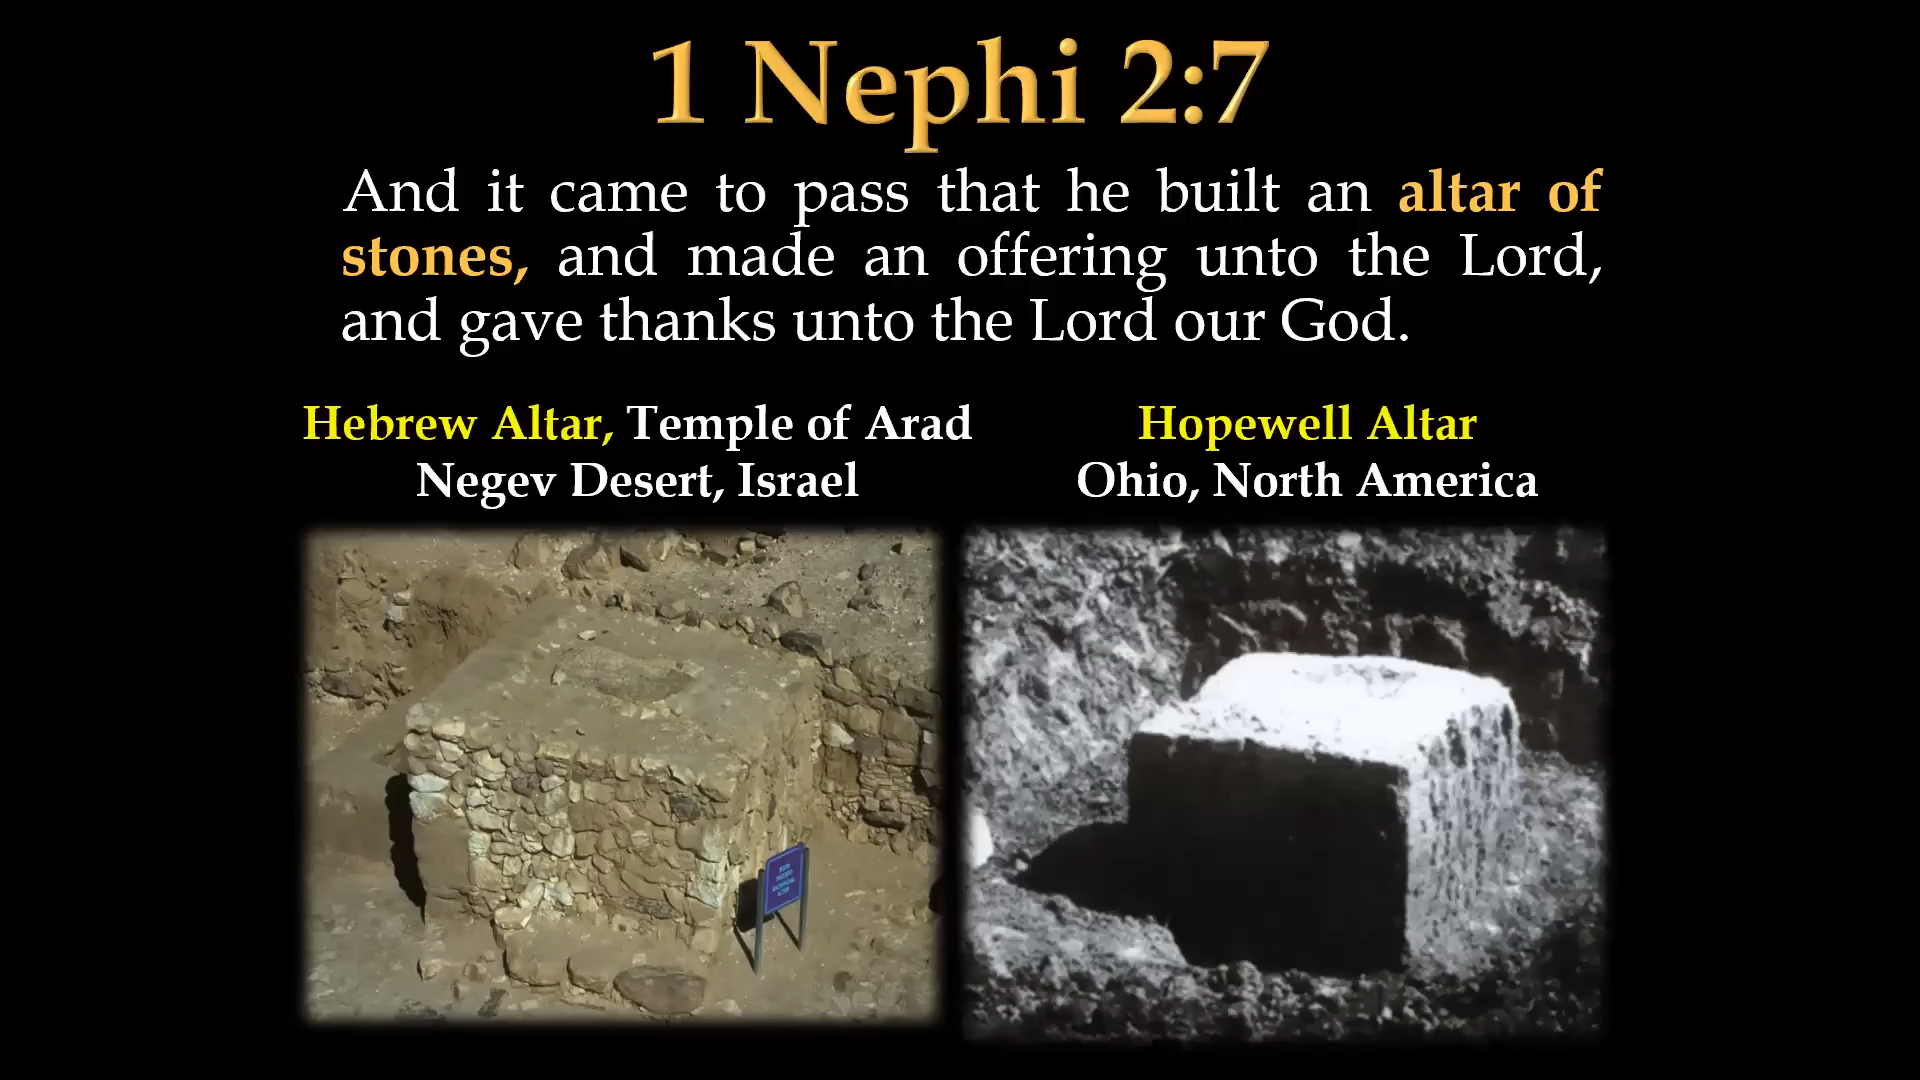 1 Nephi 2:7
And it came to pass that he built an altar of
stones, and made an offering unto the Lord,
and gave thanks unto the Lord our God.
Hebrew Altar, Temple of Arad
Negev Desert, Israel
Hopewell Altar
Ohio, North America